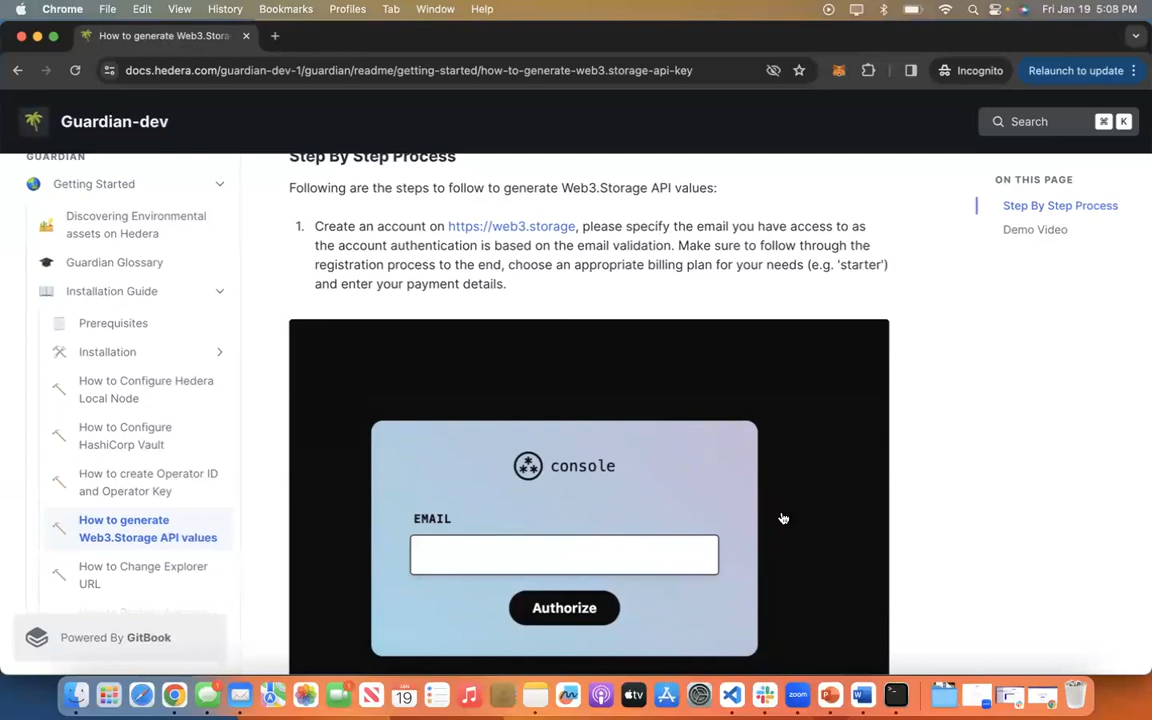 Chrome File Edit View History Bookmarks Profiles Tab Window Help Fri Jan 19 5:08 PM
How to generate Web3.Stora
docs.hedera.com/guardian-dev-1/guardian/readme/getting-started/how-to-generate-web3.storage-api-key
Incognito
Relaunch to update
Guardian-dev
Search ⌘ K
GUARDIAN
Getting Started
Discovering Environmental
assets on Hedera
Guardian Glossary
Installation Guide
Prerequisites
Installation
How to Configure Hedera
Local Node
How to Configure
HashiCorp Vault
How to create Operator ID
and Operator Key
How to generate
Web3.Storage API values
How to Change Explorer
URL
Powered By GitBook
Step By Step Process
Following are the steps to follow to generate Web3.Storage API values:
1. Create an account on https://web3.storage, please specify the email you have access to as
the account authentication is based on the email validation. Make sure to follow through the
registration process to the end, choose an appropriate billing plan for your needs (e.g. 'starter')
and enter your payment details.
console
EMAIL
Authorize
ON THIS PAGE
Step By Step Process
Demo Video
JAN
19
tv
zoom